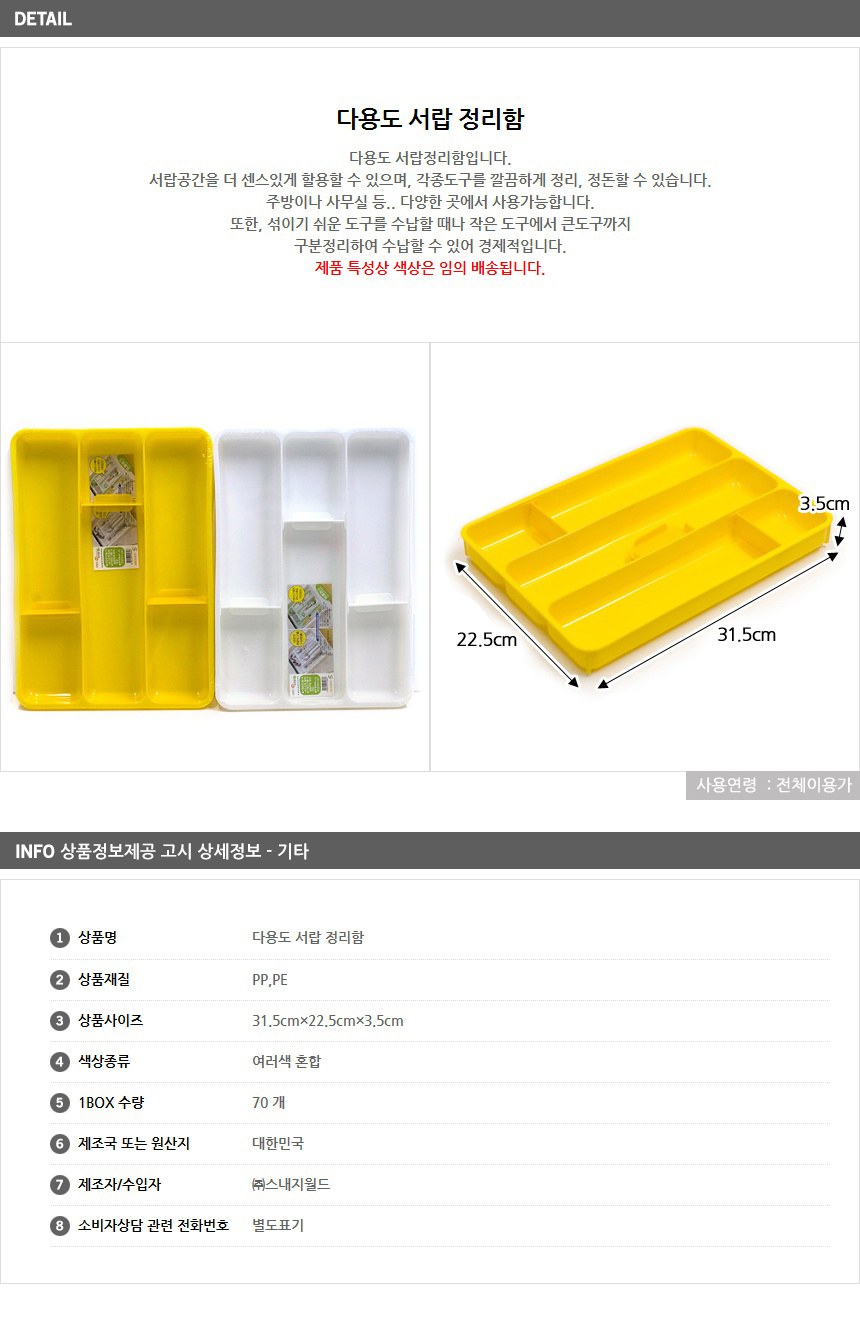 DETAIL
다용도 서랍 정리함
다용도 서랍정리함입니다.
서랍공간을 더 센스있게 할용할 수 있으며, 각종도구를 깔끔하게 정리, 정돈할 수 있습니다.
주방이나 사무실 등.. 다양한 곳에서 사용가능합니다.
또한, 섞이기 쉬운 도구를 수납할 때나 작은 도구에서 큰도구까지
구분정리하여 수납할 수 있어 경제적입니다.
제품 특성상 색상은 임의 배송됩니다.
3.5cm
22.5cm
31.5cm
사용연령 : 전체이용가
INFO 상품정보제공 고시 상세정보 - 기타
1 상품명 다용도 서랍 정리함
2 상품재질 PP,PE
3 상품사이즈 31.5cm×22.5cm×3.5cm
4 색상종류 여러색 혼합
5 1BOX 수량 70 개
6 제조국 또는 원산지 대한민국
7 제조자/수입자 ㈜스내지월드
8 소비자상담 관련 전화번호 별도표기